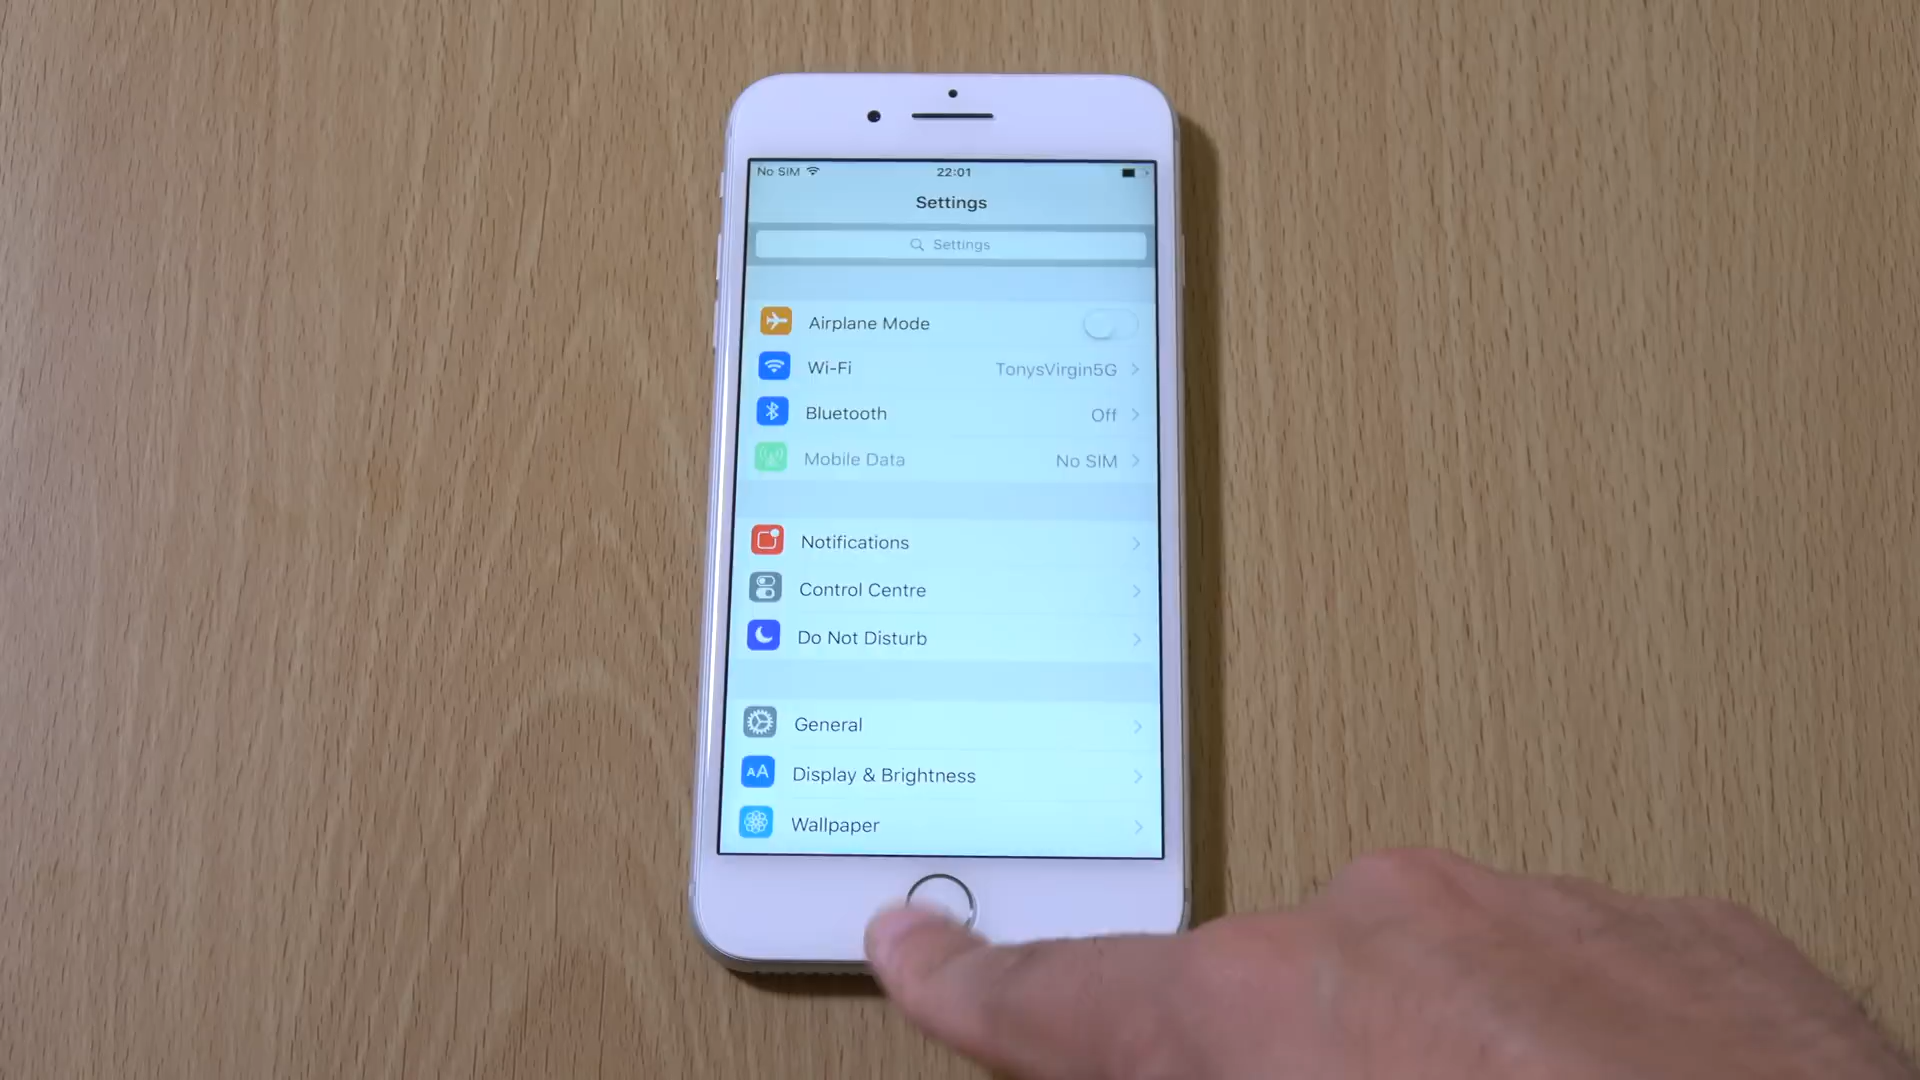 No SIM 22:01
Settings
Settings
Airplane Mode
Wi-Fi TonysVirgin5G
Bluetooth Off
Mobile Data No SIM
Notifications
Control Centre
Do Not Disturb
General
AA Display & Brightness
Wallpaper